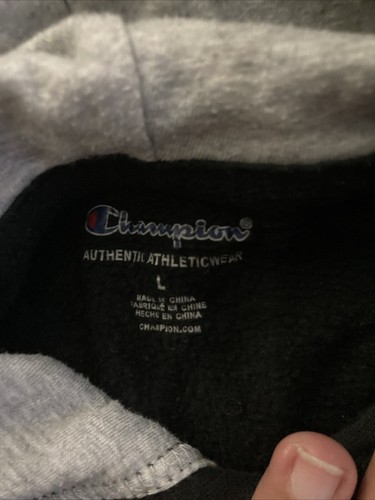 Champion®
AUTHENTIC ATHLETICWEAR
L
MADE IN CHINA
FABRIQUÉ EN CHINE
HECHO EN CHINA
CHAMPION.COM